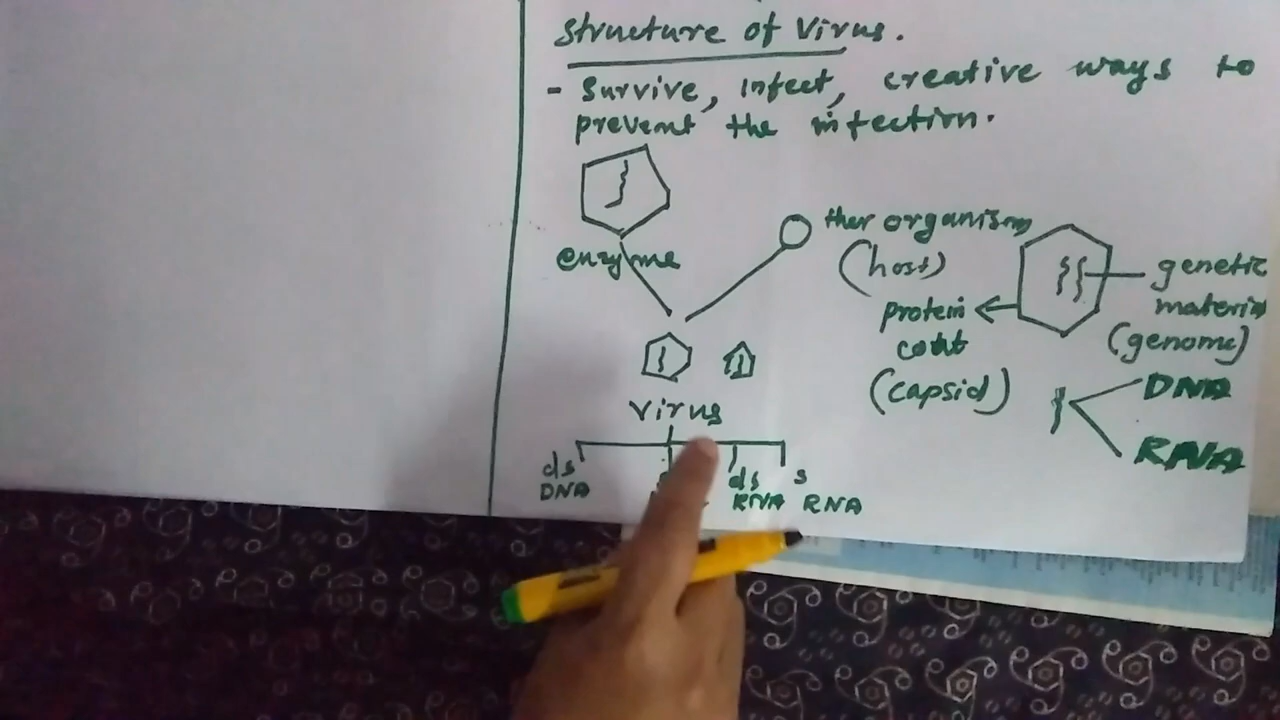 Structure of Virus.
- Survive, infect, creative ways to
prevent the infection.
enzyme
ther organism
(host)
protein
coat
(capsid)
genetic
material
(genome)
DNA
RNA
Virus
ds
DNA
ds
RNA
s
RNA